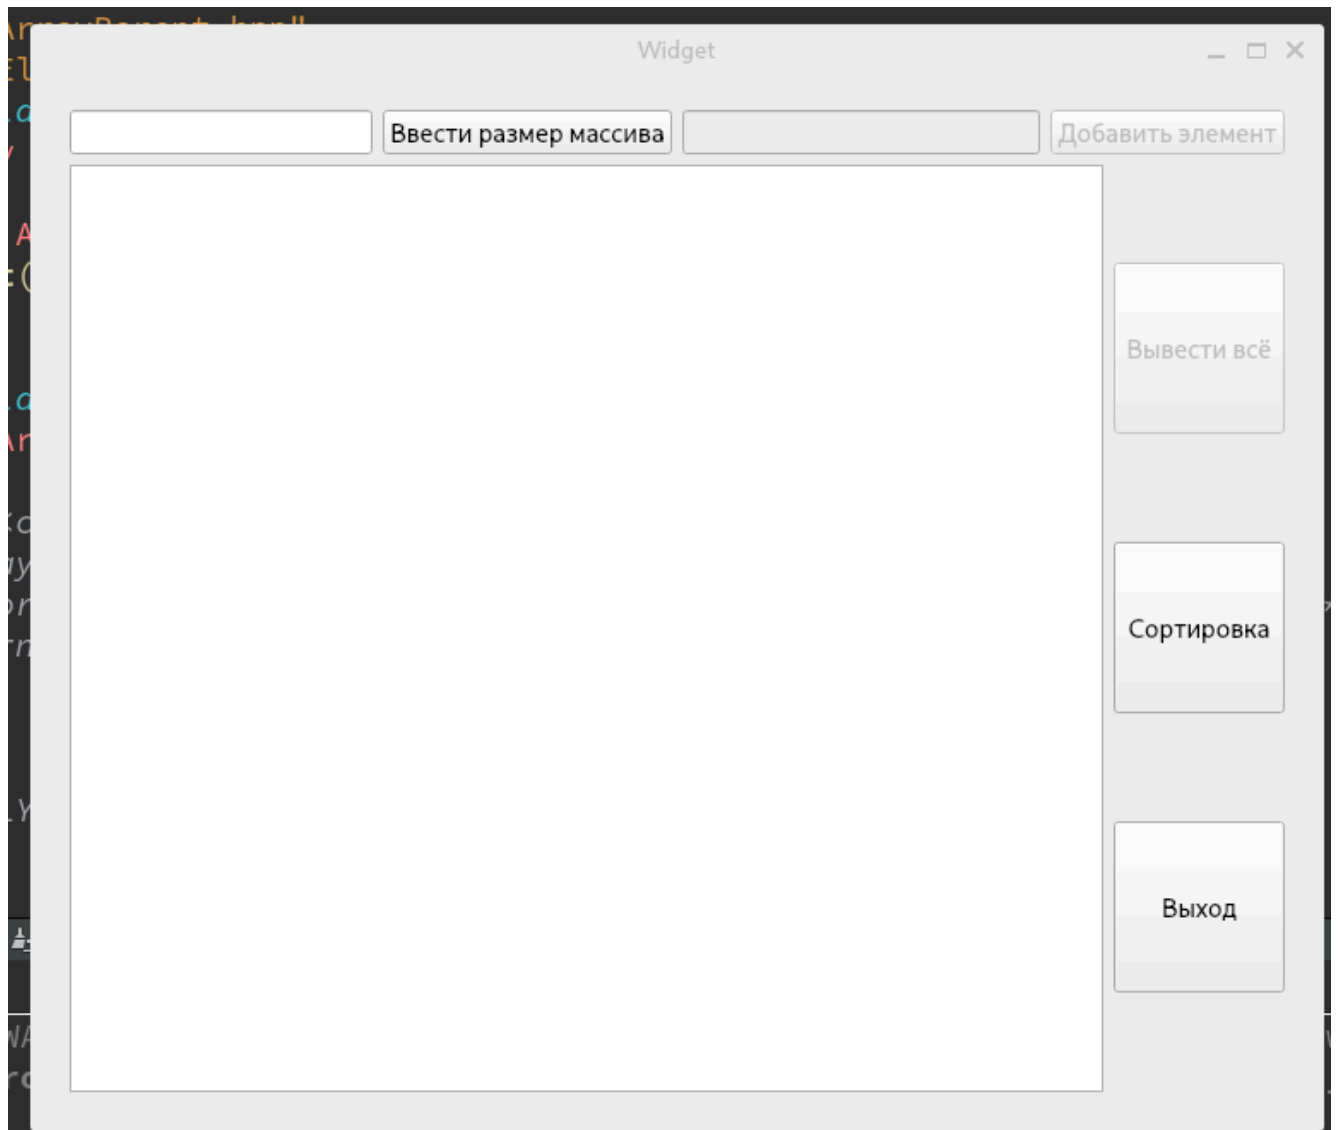 Widget
Ввести размер массива
Добавить элемент
Вывести всё
Сортировка
Выход